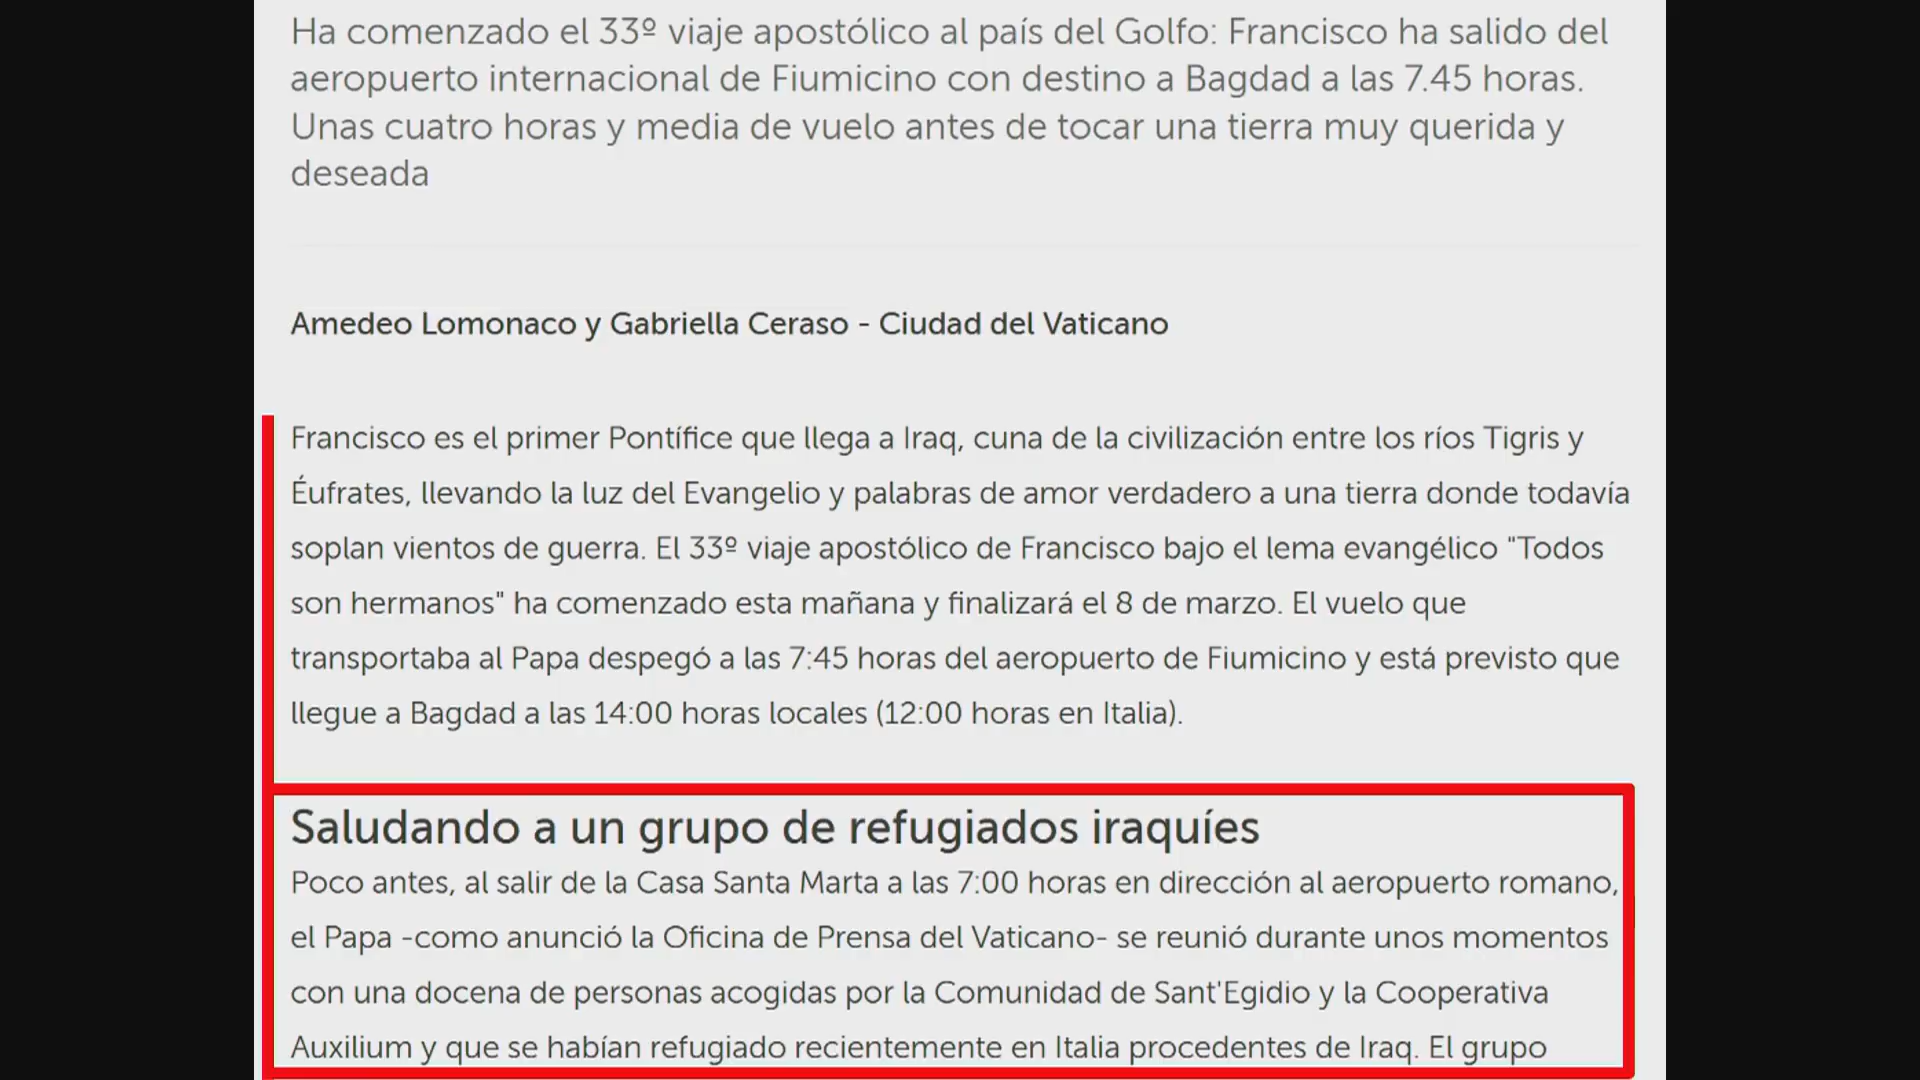 Ha comenzado el 33º viaje apostólico al país del Golfo: Francisco ha salido del
aeropuerto internacional de Fiumicino con destino a Bagdad a las 7.45 horas.
Unas cuatro horas y media de vuelo antes de tocar una tierra muy querida y
deseada
Amedeo Lomonaco y Gabriella Ceraso - Ciudad del Vaticano
Francisco es el primer Pontífice que llega a Iraq, cuna de la civilización entre los ríos Tigris y
Éufrates, llevando la luz del Evangelio y palabras de amor verdadero a una tierra donde todavía
soplan vientos de guerra. El 33º viaje apostólico de Francisco bajo el lema evangélico "Todos
son hermanos" ha comenzado esta mañana y finalizará el 8 de marzo. El vuelo que
transportaba al Papa despegó a las 7:45 horas del aeropuerto de Fiumicino y está previsto que
llegue a Bagdad a las 14:00 horas locales (12:00 horas en Italia).
Saludando a un grupo de refugiados iraquíes
Poco antes, al salir de la Casa Santa Marta a las 7:00 horas en dirección al aeropuerto romano,
el Papa -como anunció la Oficina de Prensa del Vaticano- se reunió durante unos momentos
con una docena de personas acogidas por la Comunidad de Sant'Egidio y la Cooperativa
Auxilium y que se habían refugiado recientemente en Italia procedentes de Iraq. El grupo